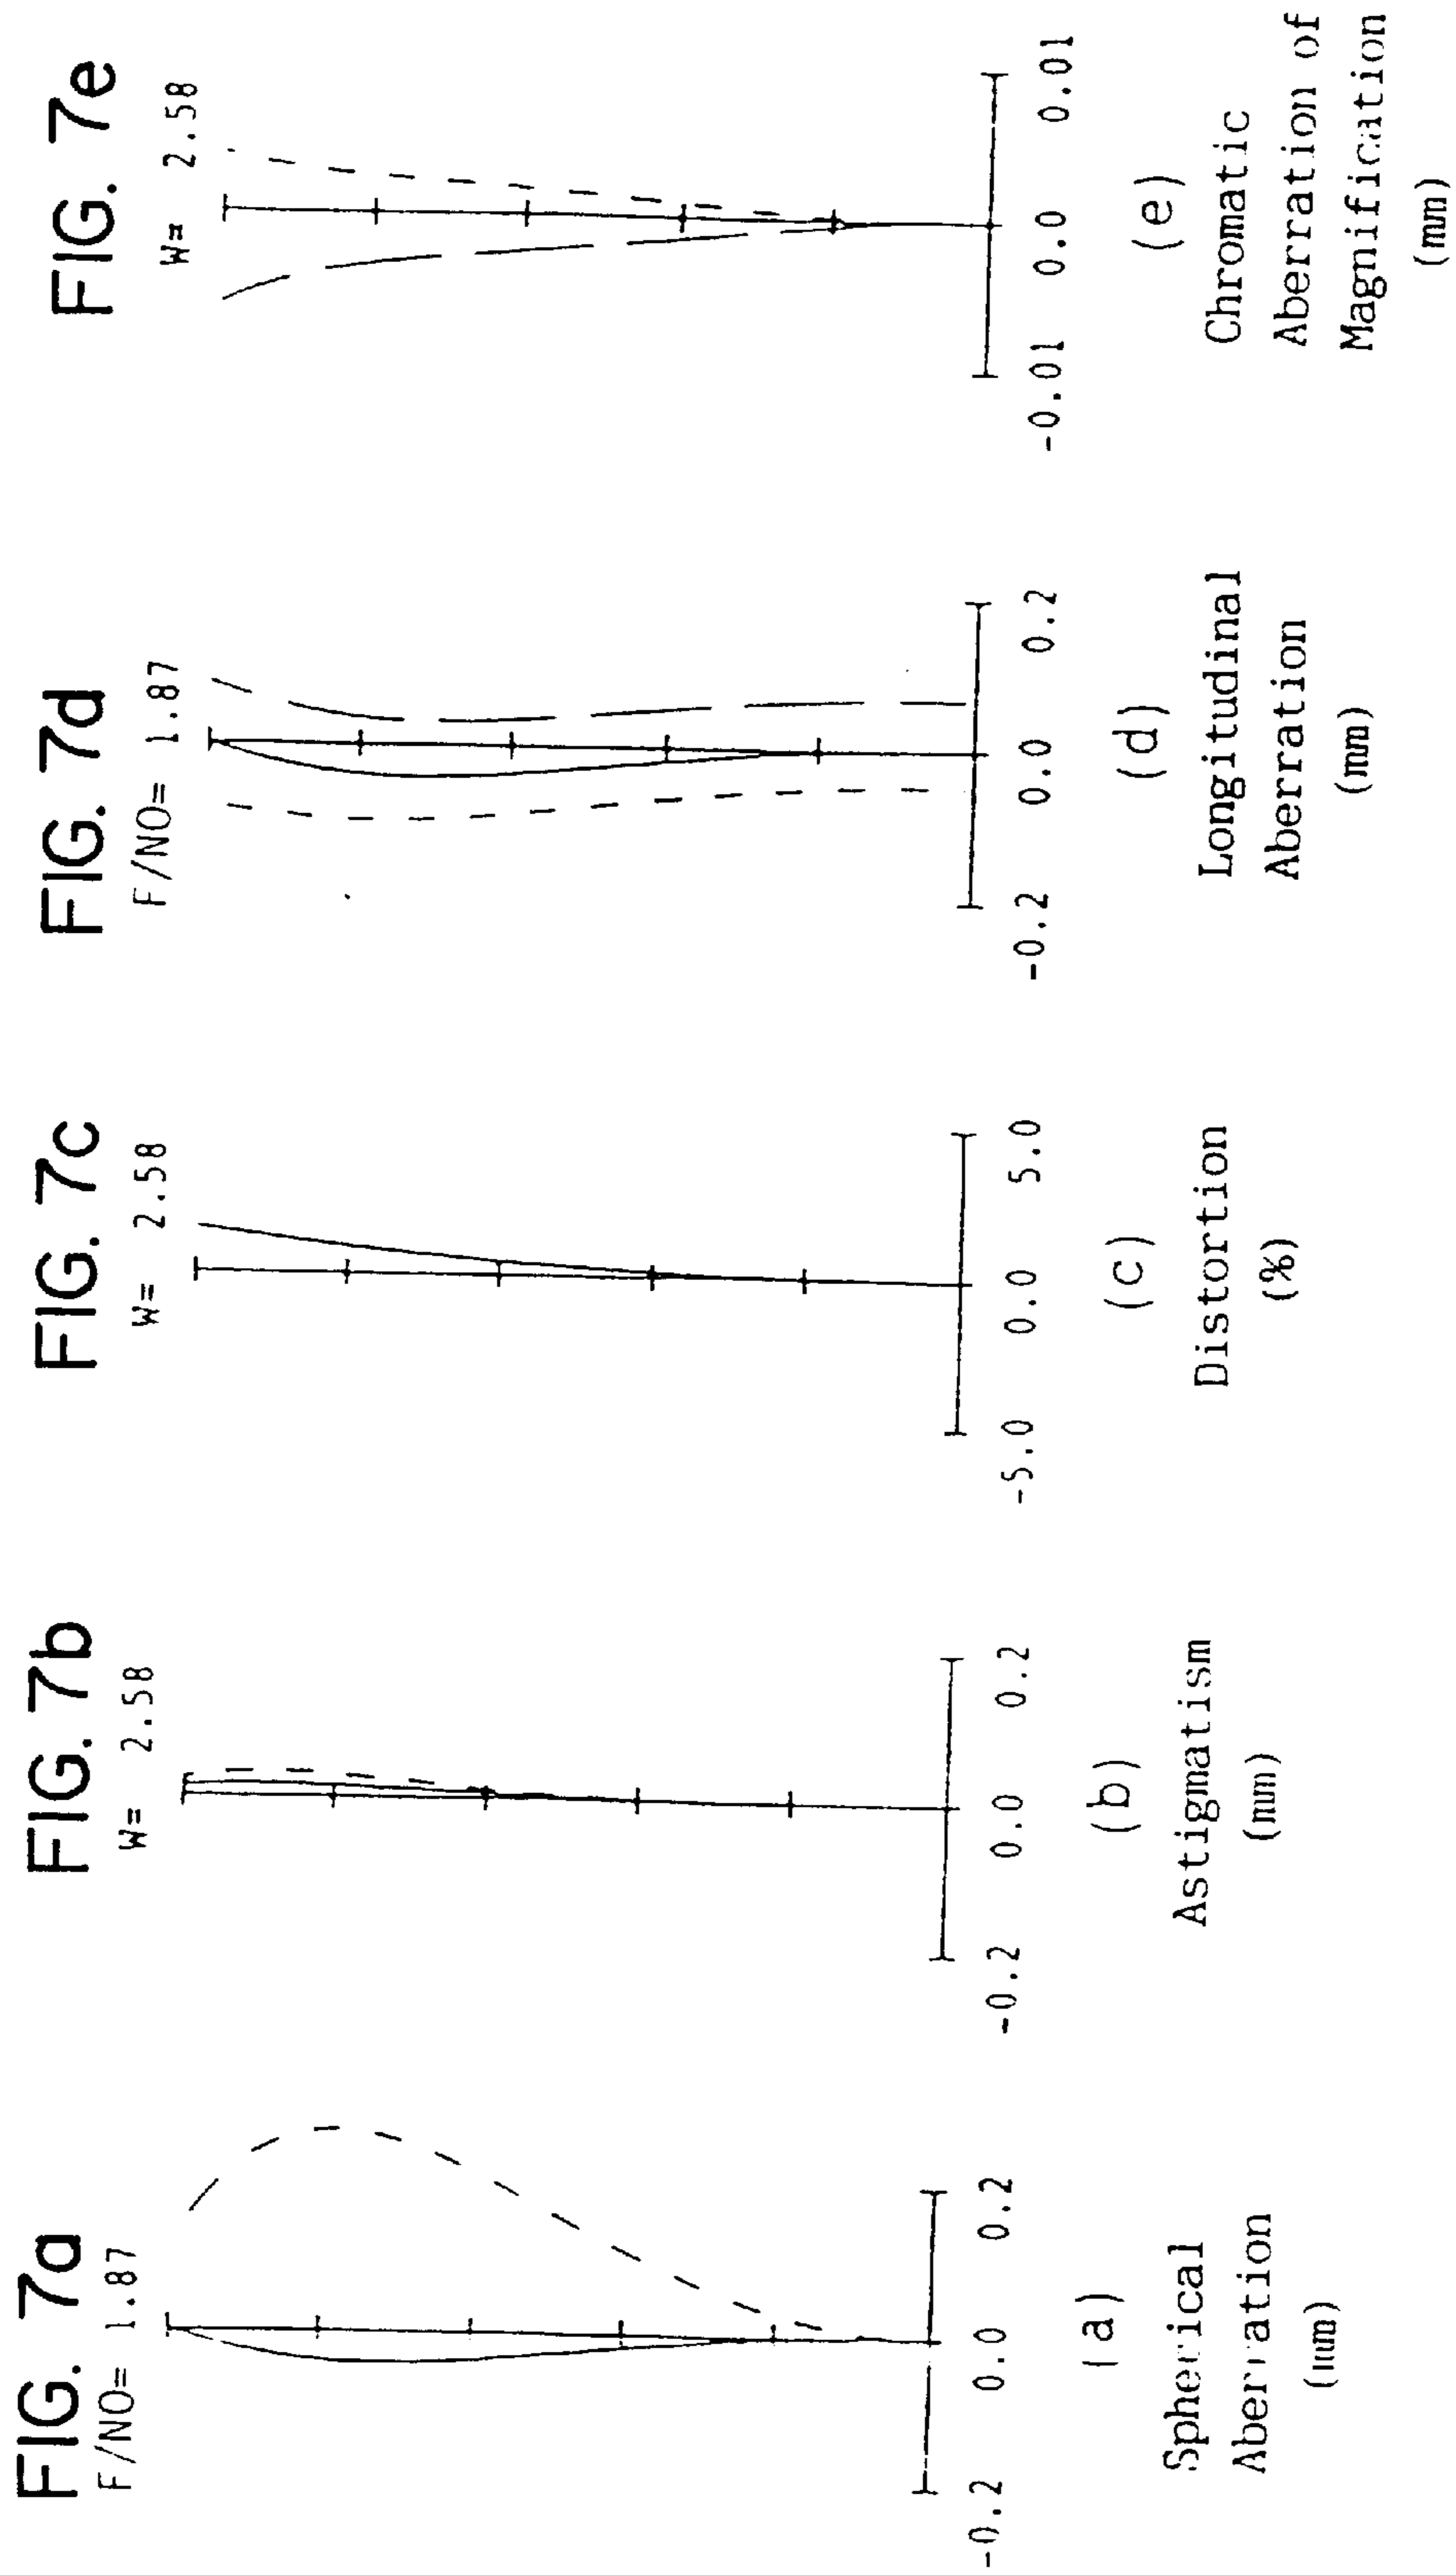 FIG. 7a
F/NO= 1.87
-0.2 0.0 0.2
(a)
Spherical
Aberration
(mm)
FIG. 7b
W= 2.58
-0.2 0.0 0.2
(b)
Astigmatism
(mm)
FIG. 7c
W= 2.58
-5.0 0.0 5.0
(c)
Distortion
(%)
FIG. 7d
F/NO= 1.87
-0.2 0.0 0.2
(d)
Longitudinal
Aberration
(mm)
FIG. 7e
W= 2.58
-0.01 0.0 0.01
(e)
Chromatic
Aberration of
Magnification
(mm)